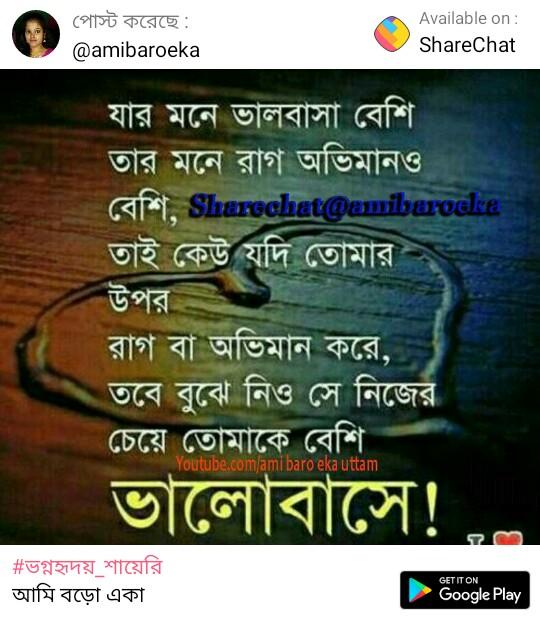 পোস্ট করেছে :
@amibaroeka
Available on :
ShareChat
যার মনে ভালবাসা বেশি
তার মনে রাগ অভিমানও
বেশি, Sharechat@amibaroeka
তাই কেউ যদি তোমার
উপর
রাগ বা অভিমান করে,
তবে বুঝে নিও সে নিজের
চেয়ে তোমাকে বেশি
Youtube.com/ami baro eka uttam
ভালোবাসে!
I
#ভগ্নহৃদয়_শায়েরি
আমি বড়ো একা
GET IT ON
Google Play